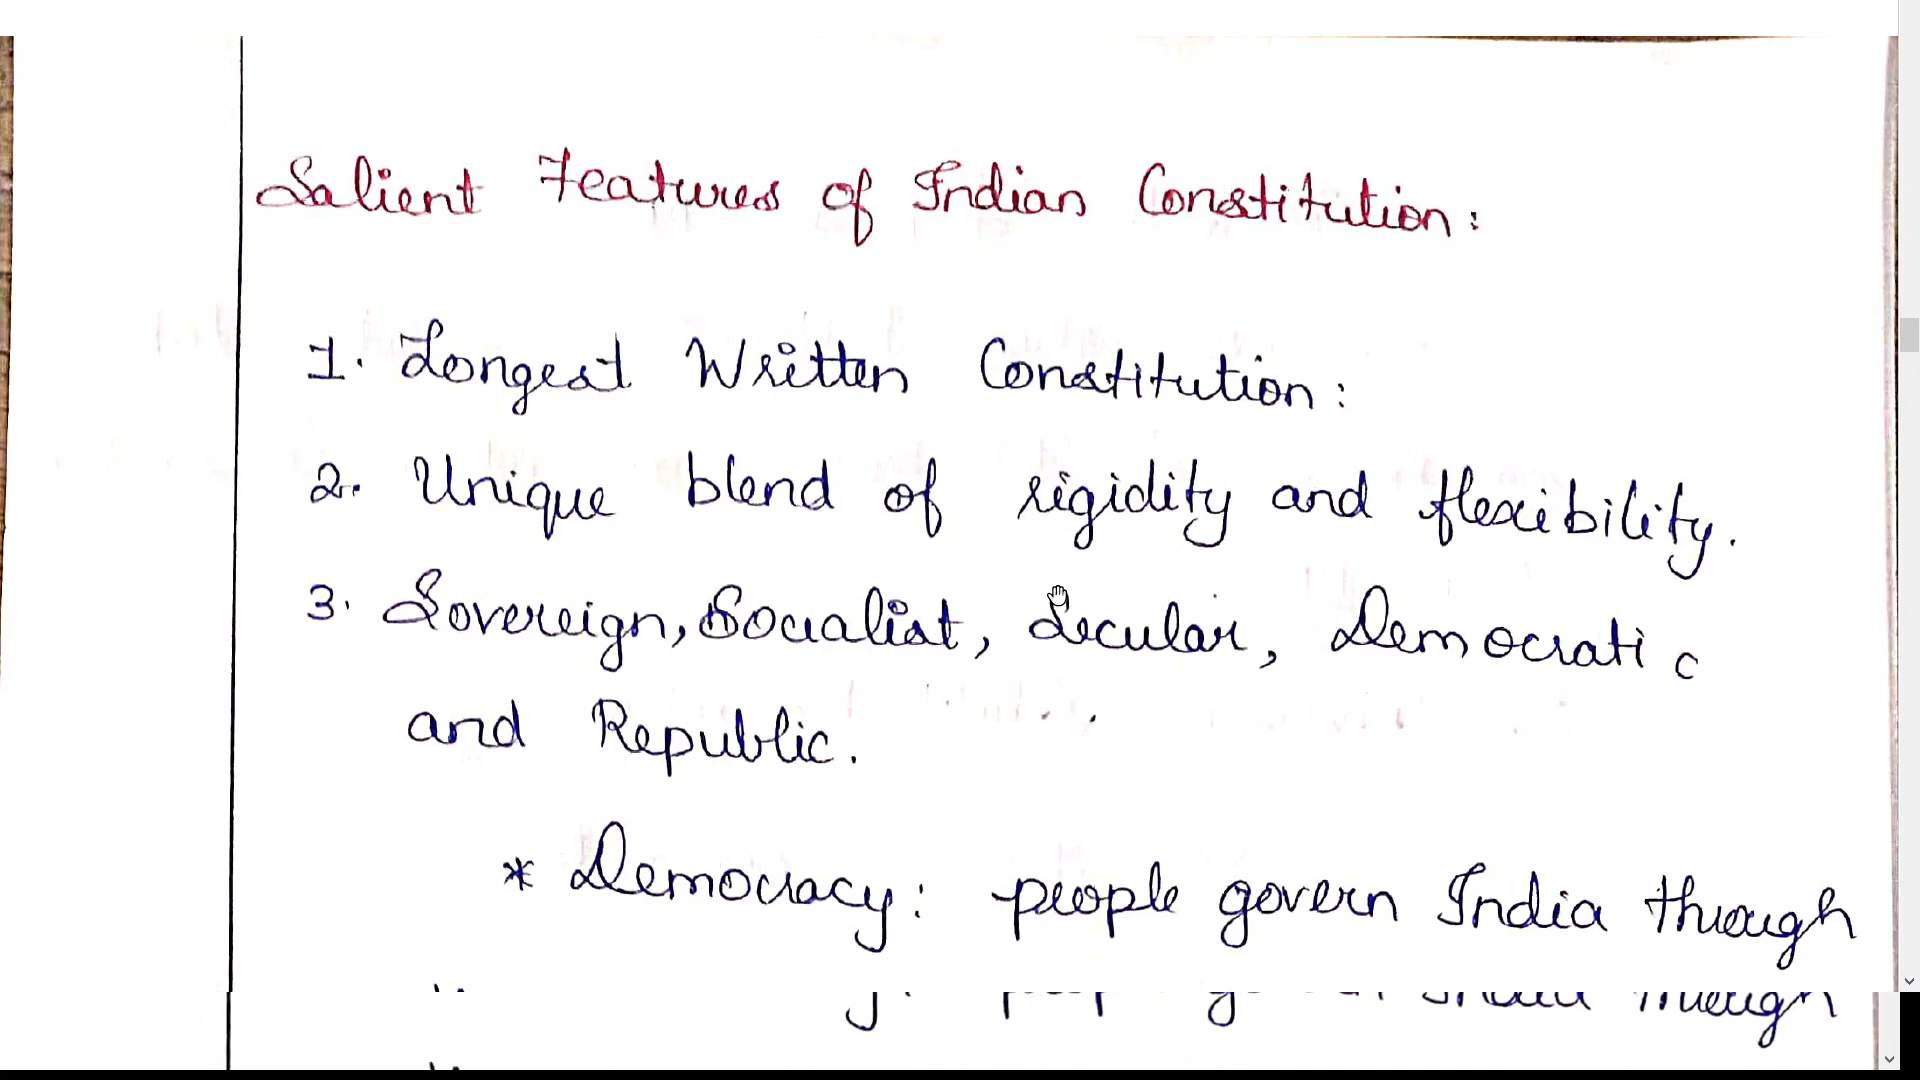 Salient Features of Indian Constitution:
1. Longest Written Constitution:
2. Unique blend of rigidity and flexibility.
3. Sovereign, Socialist, Secular, Democratic
and Republic.
* Democracy: people govern India through